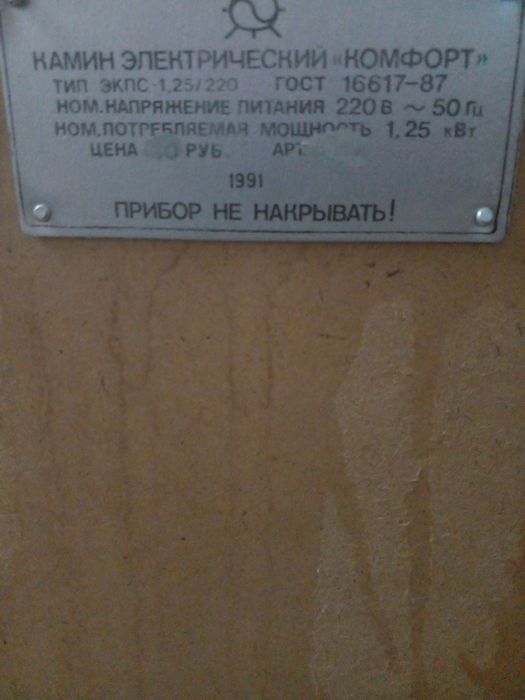 КАМИН ЭЛЕКТРИЧЕСКИЙ «КОМФОРТ»
ТИП ЭКПС-1,25/220 ГОСТ 16617-87
НОМ. НАПРЯЖЕНИЕ ПИТАНИЯ 220 В ~ 50 Гц
НОМ. ПОТРЕБЛЯЕМАЯ МОЩНОСТЬ 1,25 кВт
ЦЕНА РУБ. АРТ.
1991
ПРИБОР НЕ НАКРЫВАТЬ!